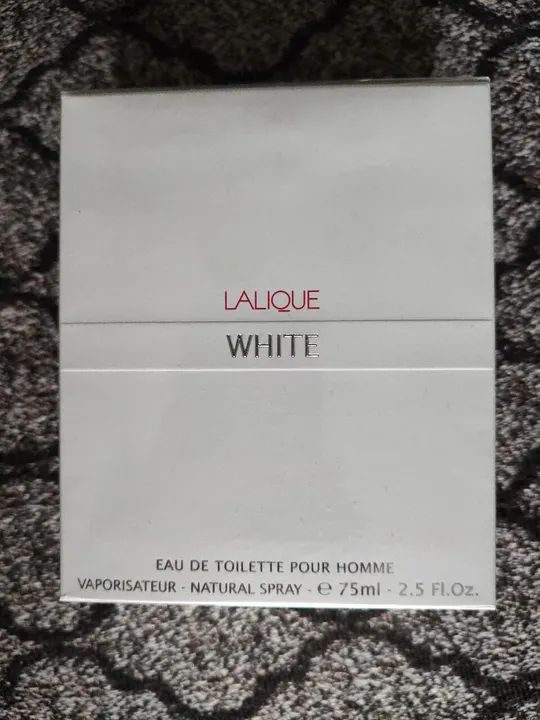 LALIQUE
WHITE
EAU DE TOILETTE POUR HOMME
VAPORISATEUR - NATURAL SPRAY - ℮ 75ml - 2.5 Fl.Oz.